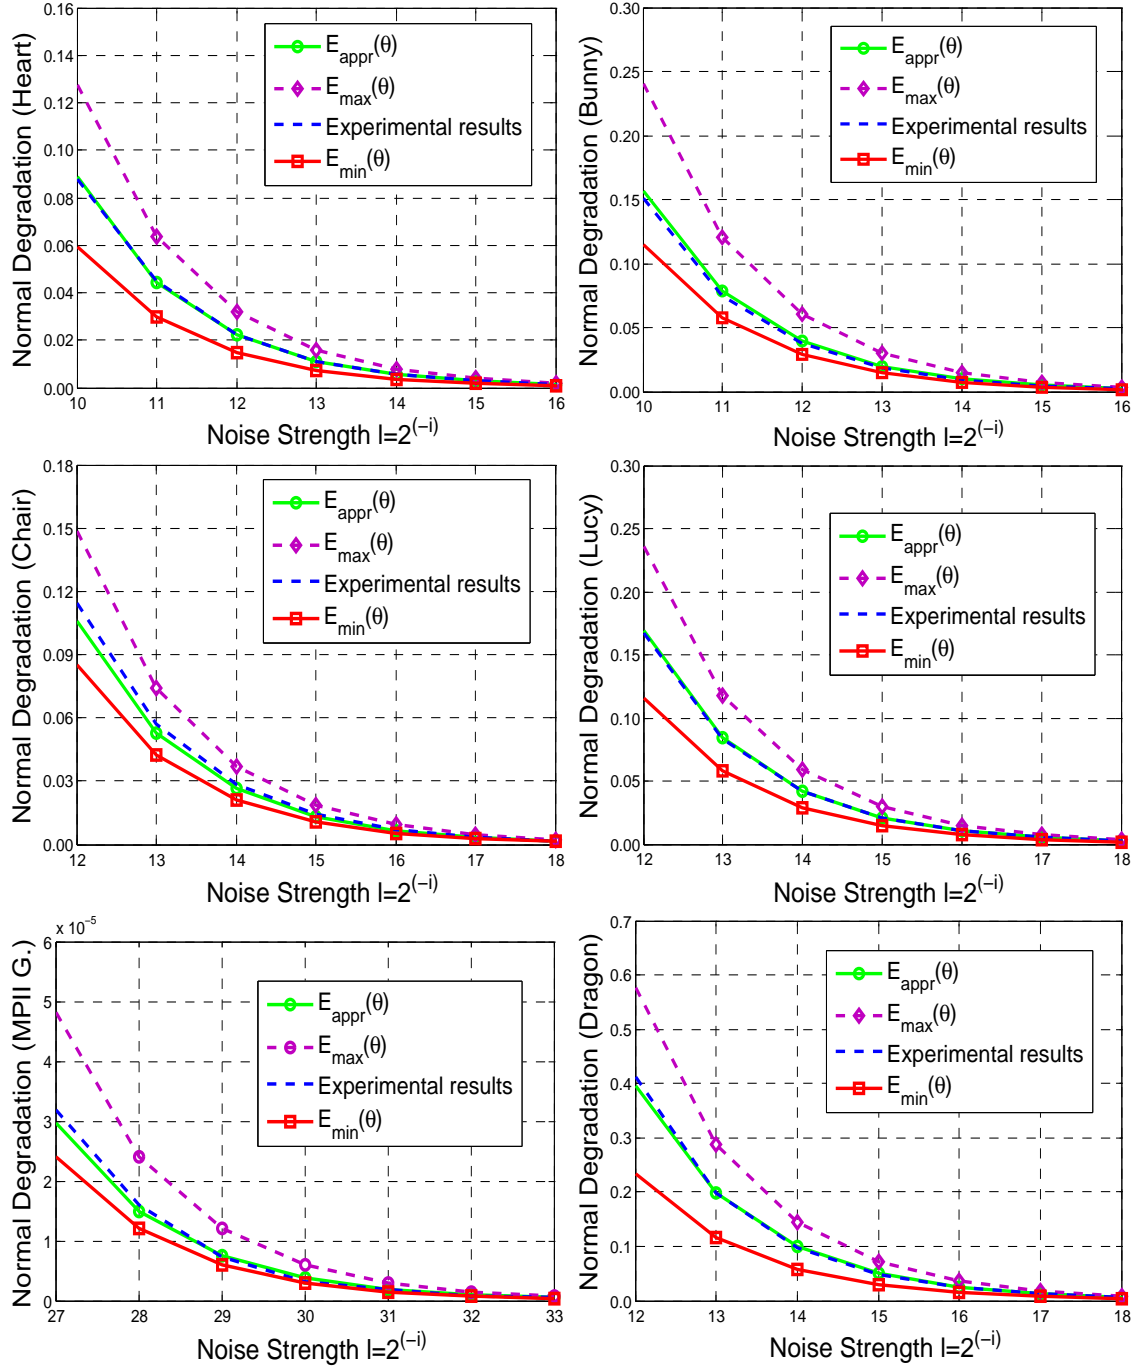 0.16
0.14
0.12
0.10
0.08
0.06
0.04
0.02
0.00
Normal Degradation (Heart)
E_appr(θ)
E_max(θ)
Experimental results
E_min(θ)
10 11 12 13 14 15 16
Noise Strength l=2^(−i)
0.30
0.25
0.20
0.15
0.10
0.05
0.00
Normal Degradation (Bunny)
E_appr(θ)
E_max(θ)
Experimental results
E_min(θ)
10 11 12 13 14 15 16
Noise Strength l=2^(−i)
0.18
0.15
0.12
0.09
0.06
0.03
0.00
Normal Degradation (Chair)
E_appr(θ)
E_max(θ)
Experimental results
E_min(θ)
12 13 14 15 16 17 18
Noise Strength l=2^(−i)
0.30
0.25
0.20
0.15
0.10
0.05
0.00
Normal Degradation (Lucy)
E_appr(θ)
E_max(θ)
Experimental results
E_min(θ)
12 13 14 15 16 17 18
Noise Strength l=2^(−i)
x 10^−5
6
5
4
3
2
1
0
Normal Degradation (MPII G.)
E_appr(θ)
E_max(θ)
Experimental results
E_min(θ)
27 28 29 30 31 32 33
Noise Strength l=2^(−i)
0.7
0.6
0.5
0.4
0.3
0.2
0.1
0
Normal Degradation (Dragon)
E_appr(θ)
E_max(θ)
Experimental results
E_min(θ)
12 13 14 15 16 17 18
Noise Strength l=2^(−i)